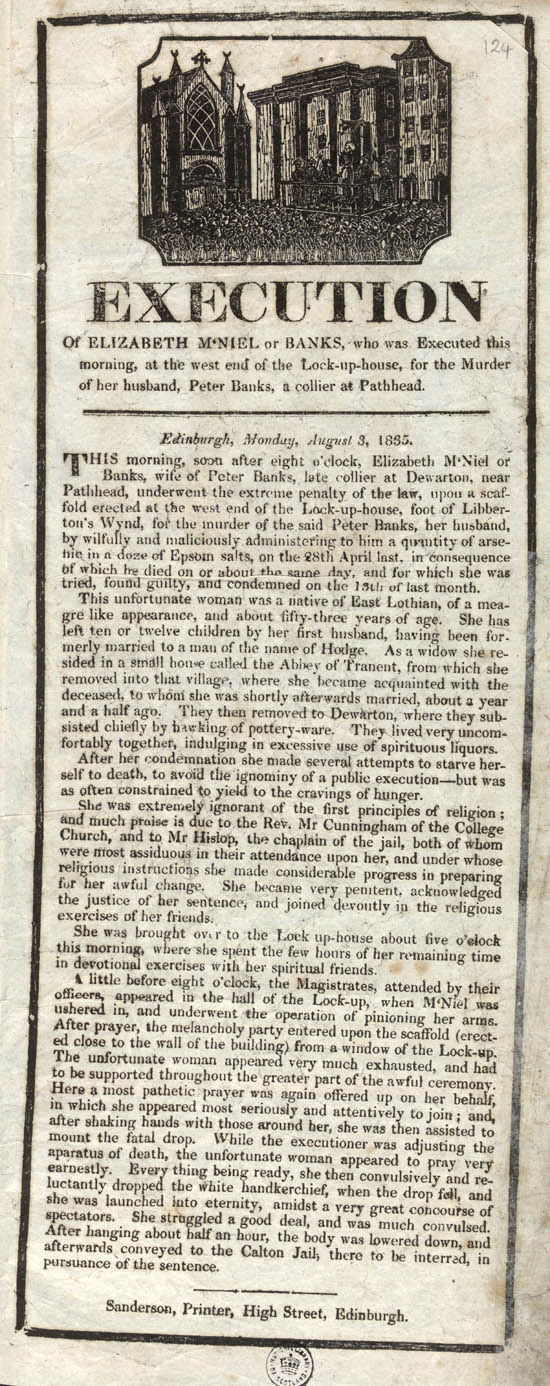 124
EXECUTION
Of ELIZABETH M'NIEL or BANKS, who was Executed this
morning, at the west end of the Lock-up-house, for the Murder
of her husband, Peter Banks, a collier at Pathhead.
Edinburgh, Monday, August 3, 1835.
THIS morning, soon after eight o'clock, Elizabeth M'Niel or
Banks, wife of Peter Banks, late collier at Dewarton, near
Pathhead, underwent the extreme penalty of the law, upon a scaf-
fold erected at the west end of the Lock-up-house, foot of Libber-
ton's Wynd, for the murder of the said Peter Banks, her husband,
by wilfully and maliciously administering to him a quantity of arse-
nic in a doze of Epsom salts, on the 28th April last, in consequence
of which he died on or about the same day, and for which she was
tried, found guilty, and condemned on the 13th of last month.
This unfortunate woman was a native of East Lothian, of a mea-
gre like appearance, and about fifty-three years of age. She has
left ten or twelve children by her first husband, having been for-
merly married to a man of the name of Hodge. As a widow she re-
sided in a small house called the Abbey of Tranent, from which she
removed into that village, where she became acquainted with the
deceased, to whom she was shortly afterwards married, about a year
and a half ago. They then removed to Dewarton, where they sub-
sisted chiefly by hawking of pottery-ware. They lived very uncom-
fortably together, indulging in excessive use of spirituous liquors.
After her condemnation she made several attempts to starve her-
self to death, to avoid the ignominy of a public execution—but was
as often constrained to yield to the cravings of hunger.
She was extremely ignorant of the first principles of religion;
and much praise is due to the Rev. Mr Cunningham of the College
Church, and to Mr Hislop, the chaplain of the jail, both of whom
were most assiduous in their attendance upon her, and under whose
religious instructions she made considerable progress in preparing
for her awful change. She became very penitent, acknowledged
the justice of her sentence, and joined devoutly in the religious
exercises of her friends.
She was brought over to the Lock up-house about five o'clock
this morning, where she spent the few hours of her remaining time
in devotional exercises with her spiritual friends.
A little before eight o'clock, the Magistrates, attended by their
officers, appeared in the hall of the Lock-up, when M'Niel was
ushered in, and underwent the operation of pinioning her arms.
After prayer, the melancholy party entered upon the scaffold (erect-
ed close to the wall of the building) from a window of the Lock-up.
The unfortunate woman appeared very much exhausted, and had
to be supported throughout the greater part of the awful ceremony.
Here a most pathetic prayer was again offered up on her behalf,
in which she appeared most seriously and attentively to join; and,
after shaking hands with those around her, she was then assisted to
mount the fatal drop. While the executioner was adjusting the
aparatus of death, the unfortunate woman appeared to pray very
earnestly. Every thing being ready, she then convulsively and re-
luctantly dropped the white handkerchief, when the drop fell, and
she was launched into eternity, amidst a very great concourse of
spectators. She struggled a good deal, and was much convulsed.
After hanging about half an hour, the body was lowered down, and
afterwards conveyed to the Calton Jail, there to be interred, in
pursuance of the sentence.
Sanderson, Printer, High Street, Edinburgh.